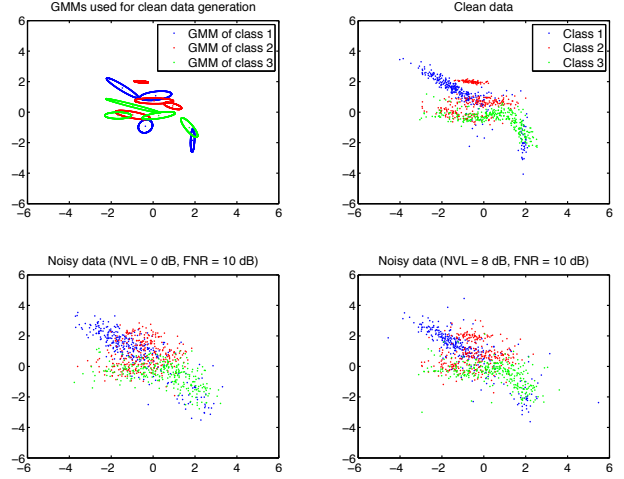 GMMs used for clean data generation
GMM of class 1
GMM of class 2
GMM of class 3
6
4
2
0
−2
−4
−6
−6 −4 −2 0 2 4 6
Clean data
Class 1
Class 2
Class 3
6
4
2
0
−2
−4
−6
−6 −4 −2 0 2 4 6
Noisy data (NVL = 0 dB, FNR = 10 dB)
6
4
2
0
−2
−4
−6
−6 −4 −2 0 2 4 6
Noisy data (NVL = 8 dB, FNR = 10 dB)
6
4
2
0
−2
−4
−6
−6 −4 −2 0 2 4 6